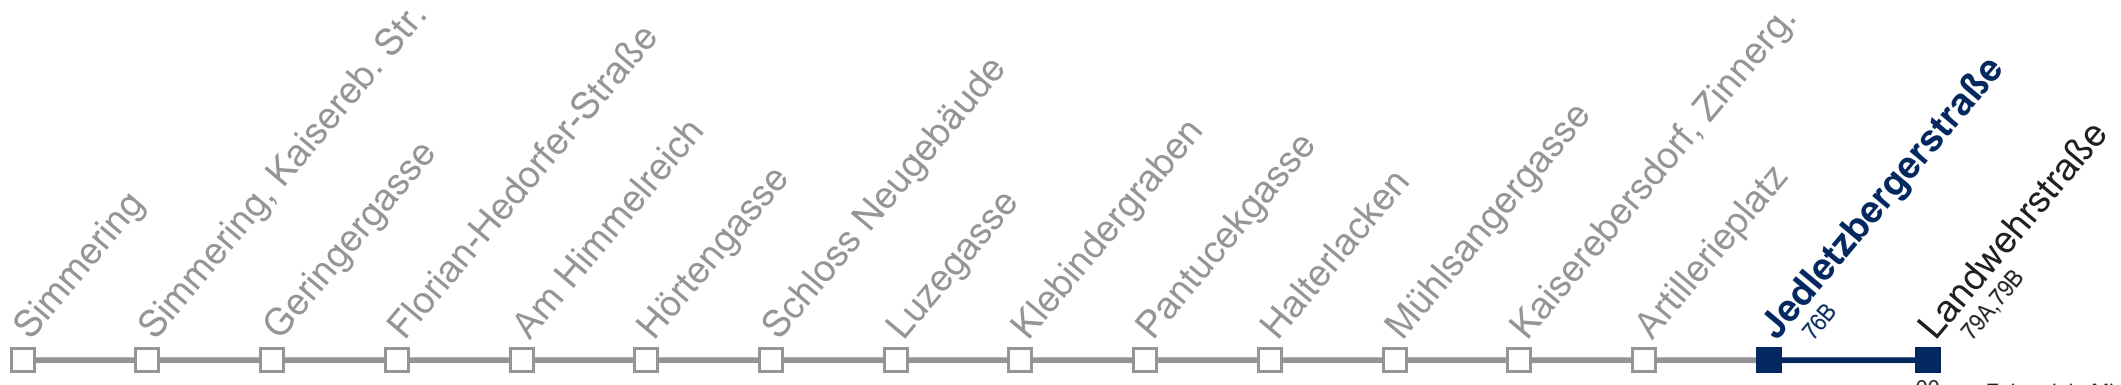 Simmering
Simmering, Kaisereb. Str.
Geringergasse
Florian-Hedorfer-Straße
Am Himmelreich
Hörtengasse
Schloss Neugebäude
Luzegasse
Klebindergraben
Pantucekgasse
Halterlacken
Mühlsangergasse
Kaiserebersdorf, Zinnerg.
Artillerieplatz
Jedletzbergerstraße
76B
Landwehrstraße
79A,79B